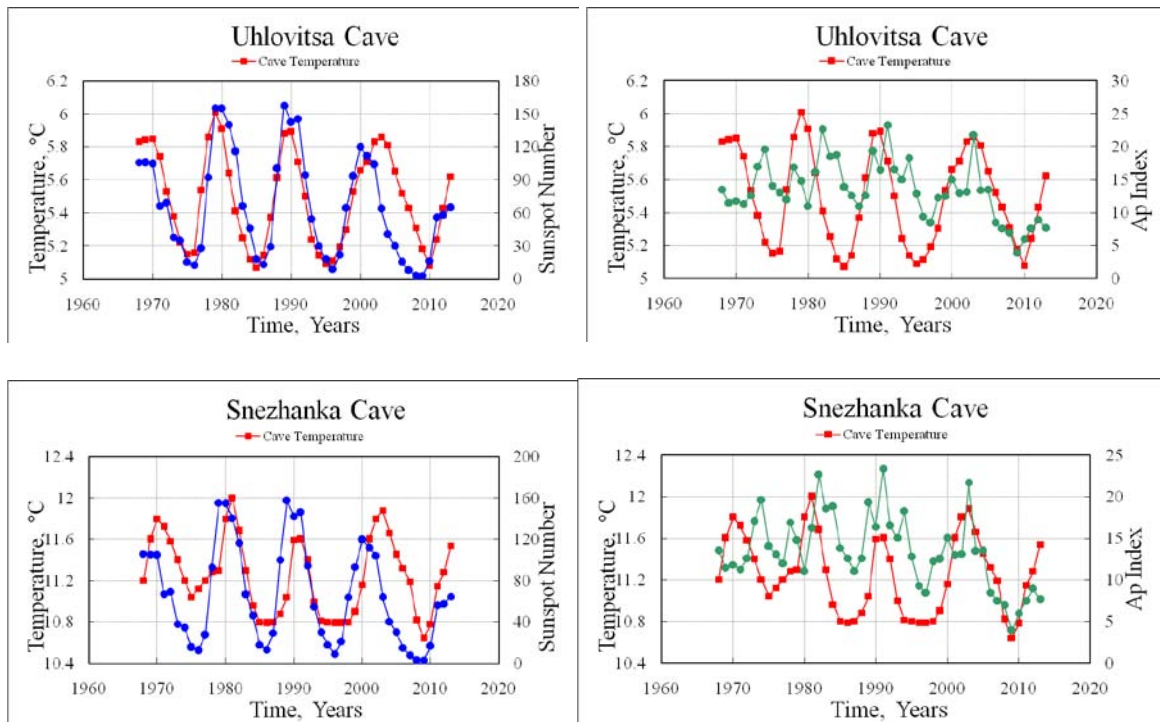 Uhlovitsa Cave
Cave Temperature
6.2
6
5.8
5.6
5.4
5.2
5
Temperature, °C
180
150
120
90
60
30
0
Sunspot Number
1960 1970 1980 1990 2000 2010 2020
Time, Years
Uhlovitsa Cave
Cave Temperature
6.2
6
5.8
5.6
5.4
5.2
5
Temperature, °C
30
25
20
15
10
5
0
Ap Index
1960 1970 1980 1990 2000 2010 2020
Time, Years
Snezhanka Cave
Cave Temperature
12.4
12
11.6
11.2
10.8
10.4
Temperature, °C
200
160
120
80
40
0
Sunspot Number
1960 1970 1980 1990 2000 2010 2020
Time, Years
Snezhanka Cave
Cave Temperature
12.4
12
11.6
11.2
10.8
10.4
Temperature, °C
25
20
15
10
5
0
Ap Index
1960 1970 1980 1990 2000 2010 2020
Time, Years